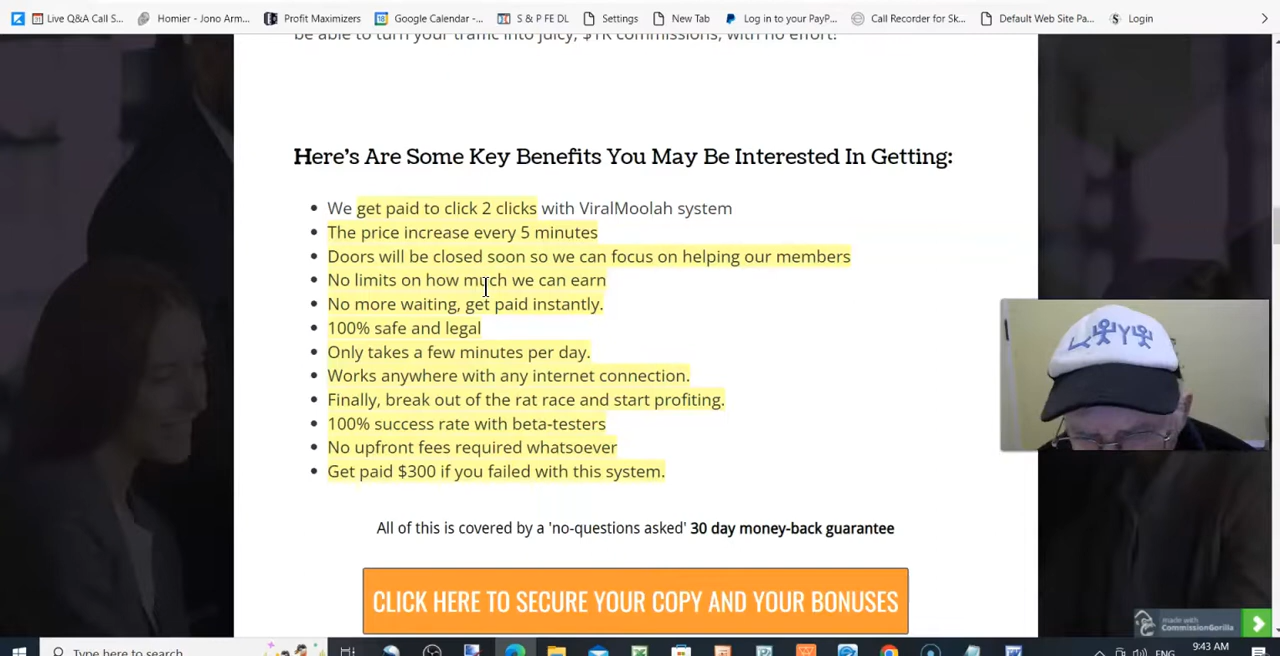 Live Q&A Call S...
Homier - Jono Arm...
Profit Maximizers
Google Calendar -...
S & P FE DL
Settings
New Tab
Log in to your PayP...
Call Recorder for Sk...
Default Web Site Pa...
Login
be able to turn your traffic into juicy, $1K commissions, with no effort!
Here's Are Some Key Benefits You May Be Interested In Getting:
We get paid to click 2 clicks with ViralMoolah system
The price increase every 5 minutes
Doors will be closed soon so we can focus on helping our members
No limits on how much we can earn
No more waiting, get paid instantly.
100% safe and legal
Only takes a few minutes per day.
Works anywhere with any internet connection.
Finally, break out of the rat race and start profiting.
100% success rate with beta-testers
No upfront fees required whatsoever
Get paid $300 if you failed with this system.
All of this is covered by a 'no-questions asked' 30 day money-back guarantee
CLICK HERE TO SECURE YOUR COPY AND YOUR BONUSES
made with
CommissionGorilla
Type here to search
ENG
9:43 AM